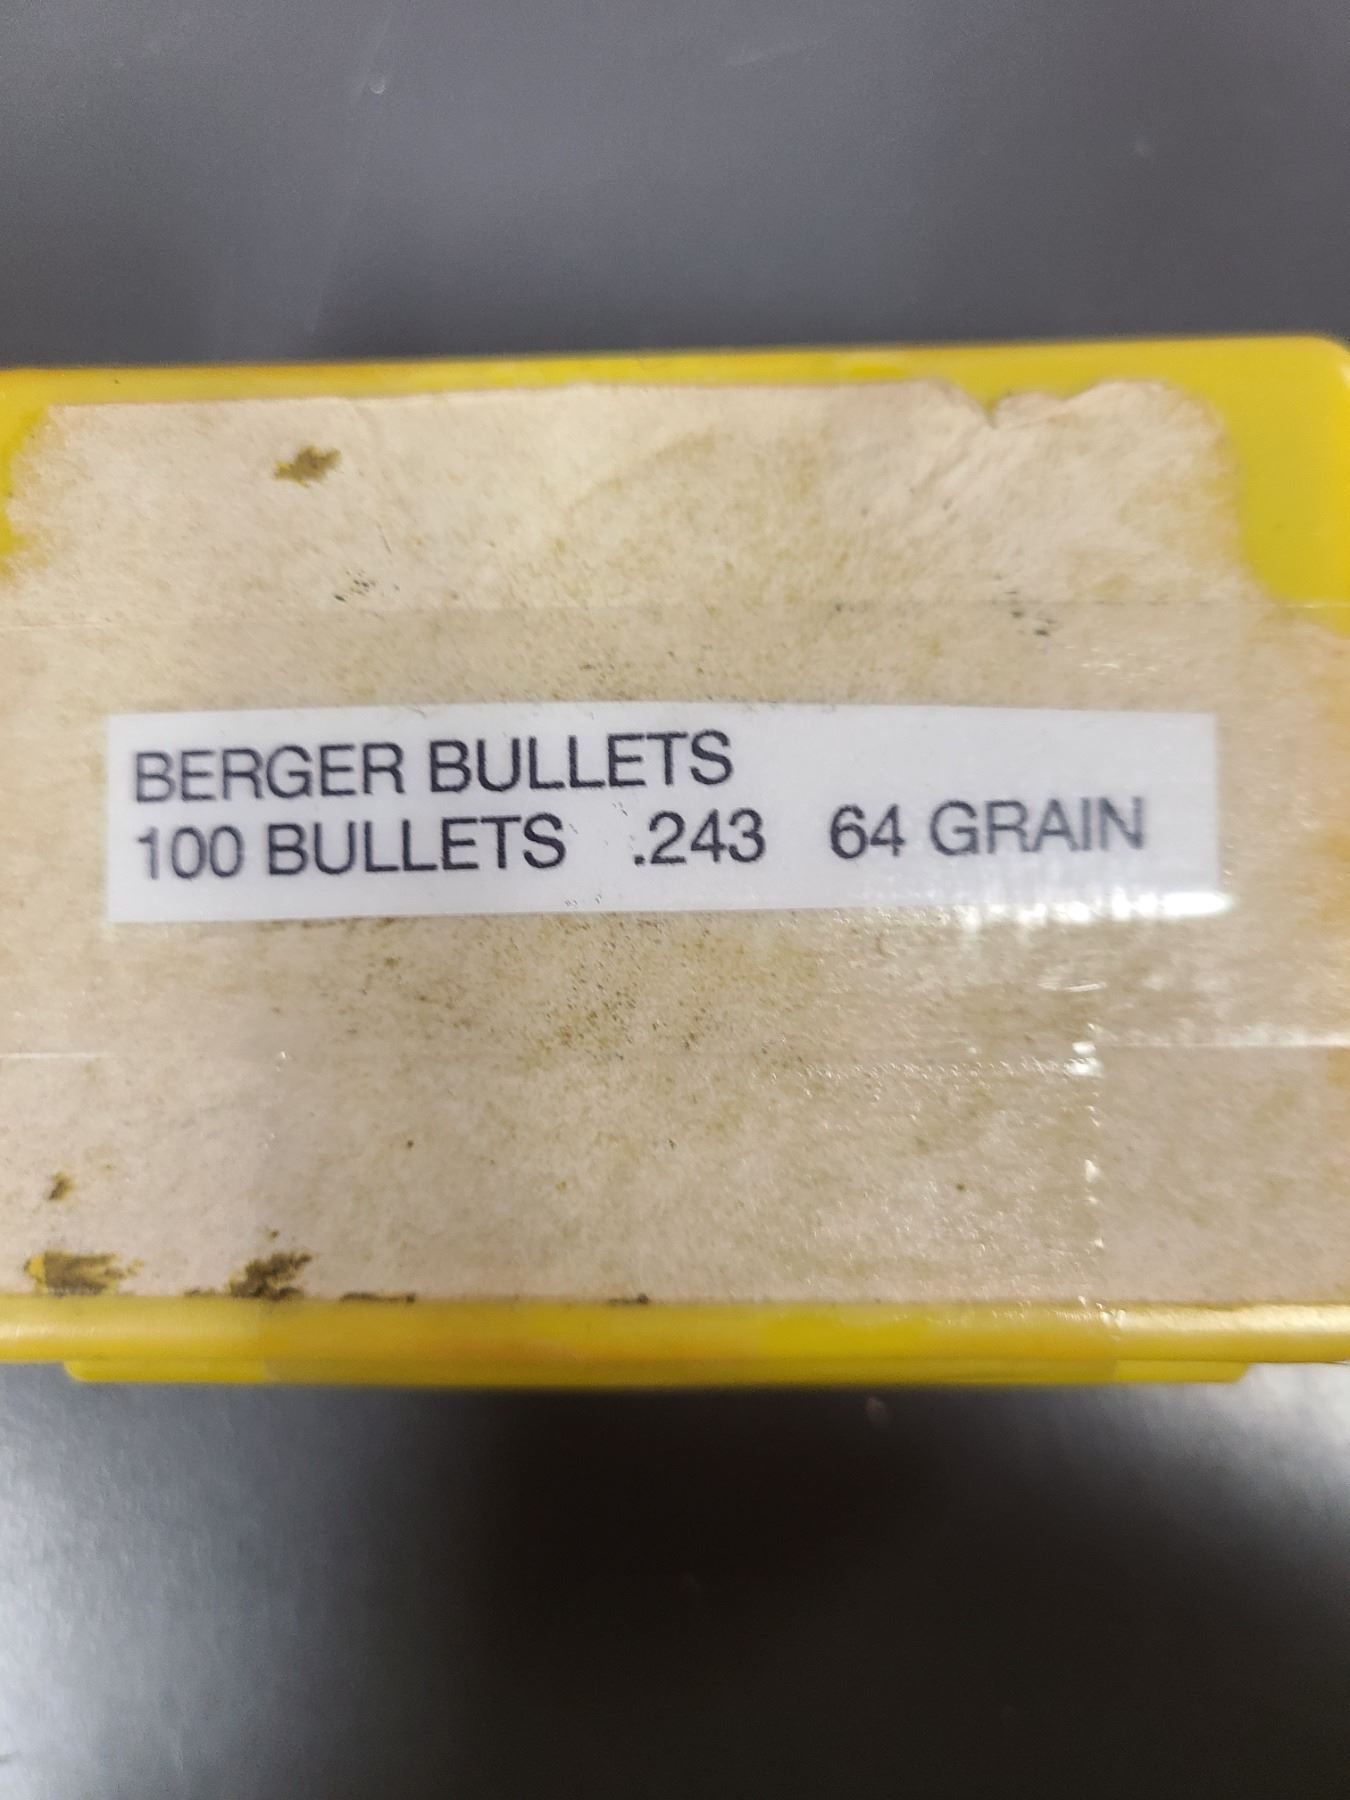 BERGER BULLETS
100 BULLETS .243 64 GRAIN